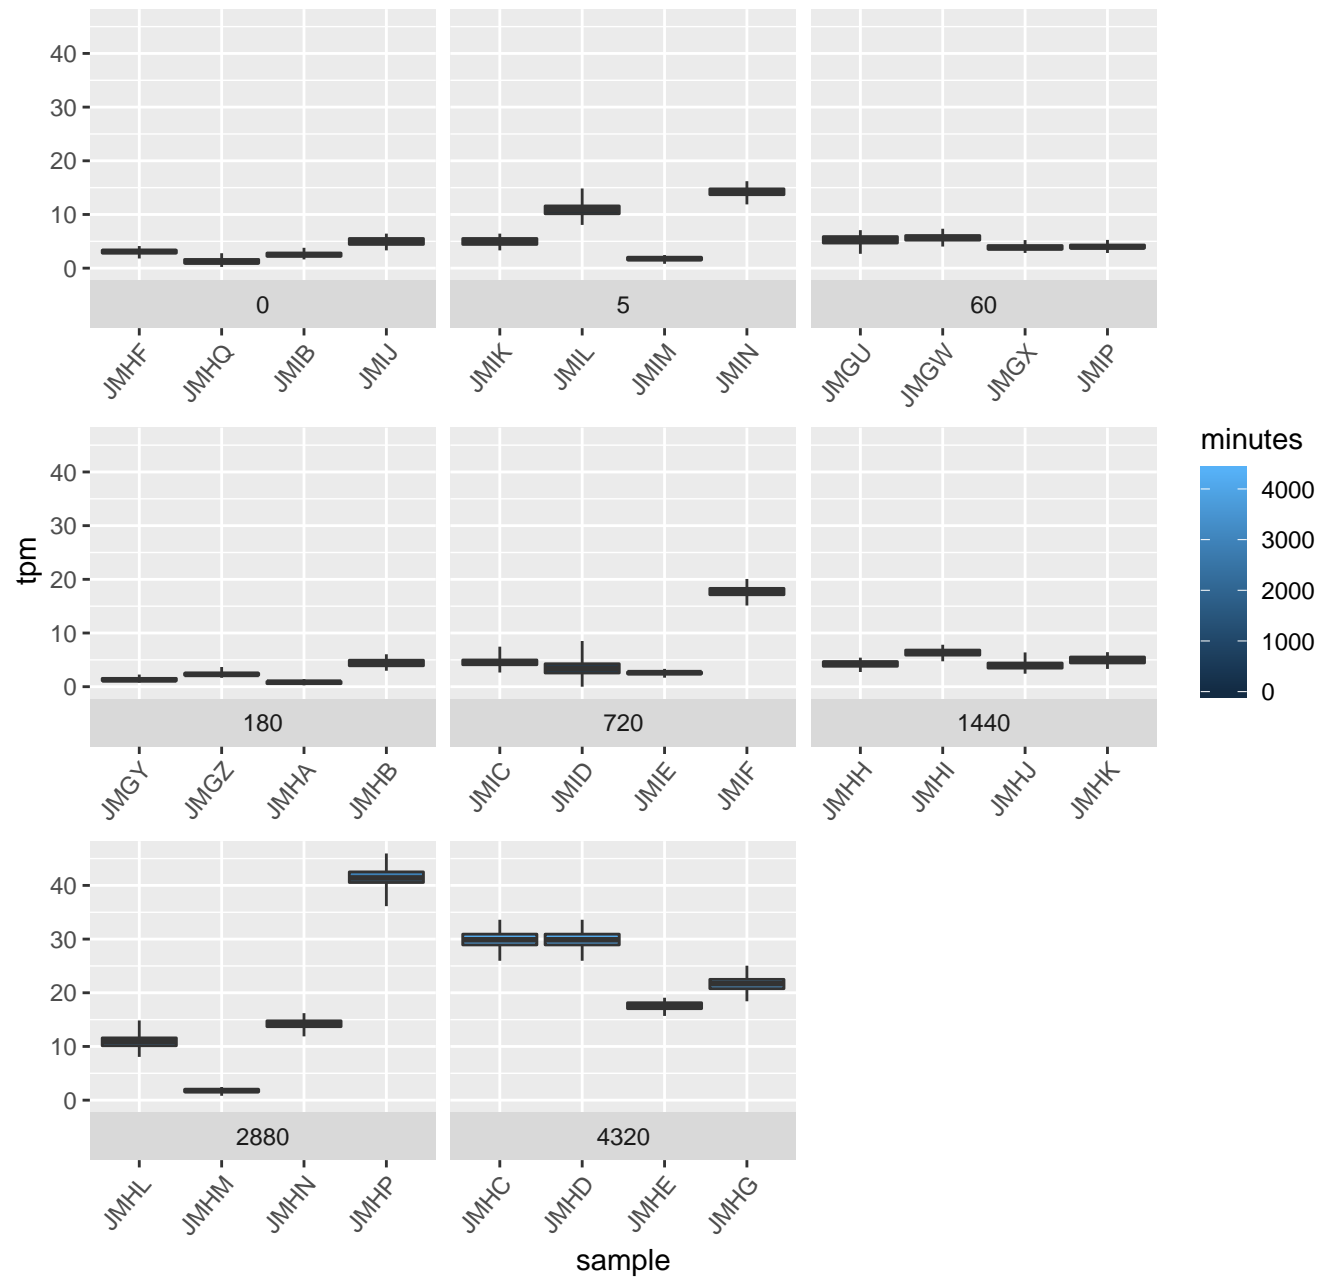 40
30
20
10
0
0
5
60
JMHF JMHQ JMIB JMIJ
JMIK JMIL JMIM JMIN
JMGU JMGW JMGX JMIP
40
30
20
10
0
180
720
1440
JMGY JMGZ JMHA JMHB
JMIC JMID JMIE JMIF
JMHH JMHI JMHJ JMHK
40
30
20
10
0
2880
4320
JMHL JMHM JMHN JMHP
JMHC JMHD JMHE JMHG
tpm
sample
minutes
4000
3000
2000
1000
0